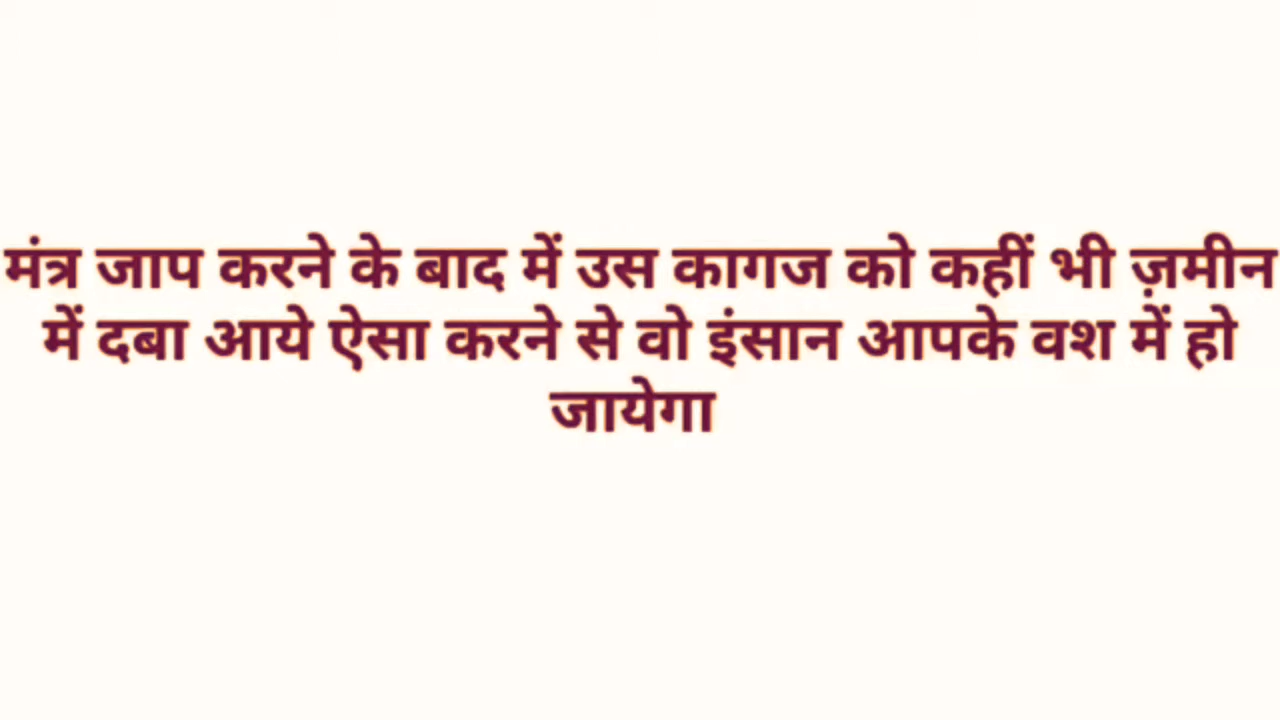 मंत्र जाप करने के बाद में उस कागज को कहीं भी ज़मीन
में दबा आये ऐसा करने से वो इंसान आपके वश में हो
जायेगा